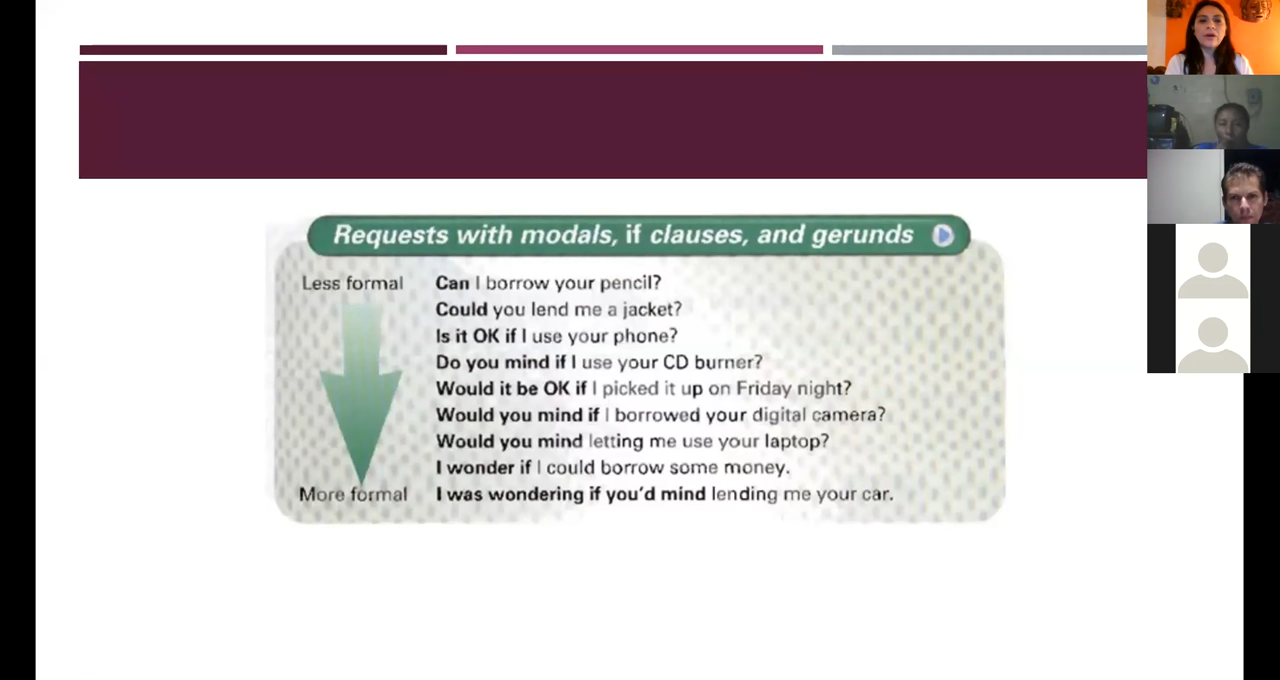 Requests with modals, if clauses, and gerunds
Less formal
Can I borrow your pencil?
Could you lend me a jacket?
Is it OK if I use your phone?
Do you mind if I use your CD burner?
Would it be OK if I picked it up on Friday night?
Would you mind if I borrowed your digital camera?
Would you mind letting me use your laptop?
I wonder if I could borrow some money.
More formal
I was wondering if you'd mind lending me your car.